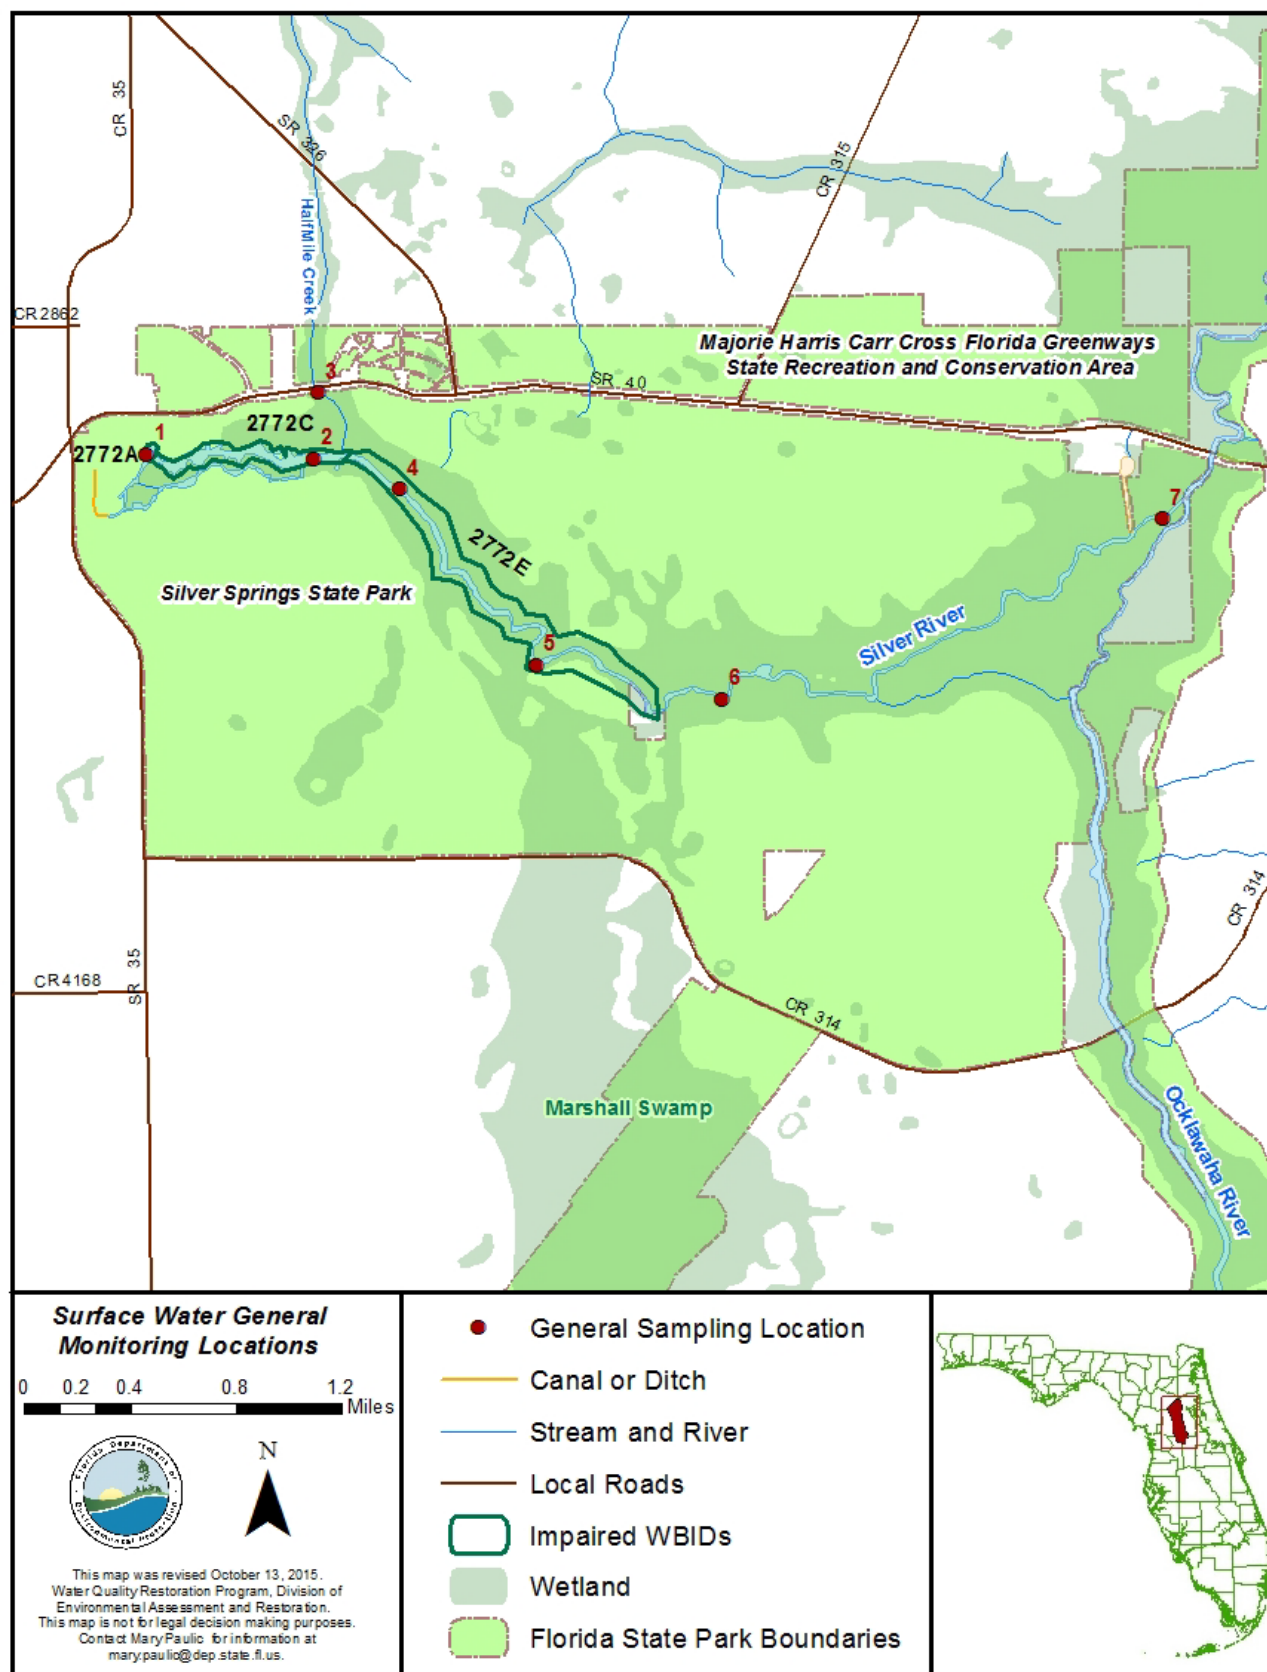 CR 35
SR 326
CR 315
HalfMile Creek
CR 2862
Majorie Harris Carr Cross Florida Greenways
State Recreation and Conservation Area
3
SR 40
2772C
1
2
2772A
4
7
2772E
Silver Springs State Park
Silver River
5
6
CR 314
SR 35
CR 4168
CR 314
Marshall Swamp
Ocklawaha River
Surface Water General
Monitoring Locations
0 0.2 0.4 0.8 1.2
Miles
Florida Department of
Environmental Protection
N
This map was revised October 13, 2015.
Water Quality Restoration Program, Division of
Environmental Assessment and Restoration.
This map is not for legal decision making purposes.
Contact Mary Paulic for information at
mary.paulic@dep.state.fl.us.
General Sampling Location
Canal or Ditch
Stream and River
Local Roads
Impaired WBIDs
Wetland
Florida State Park Boundaries